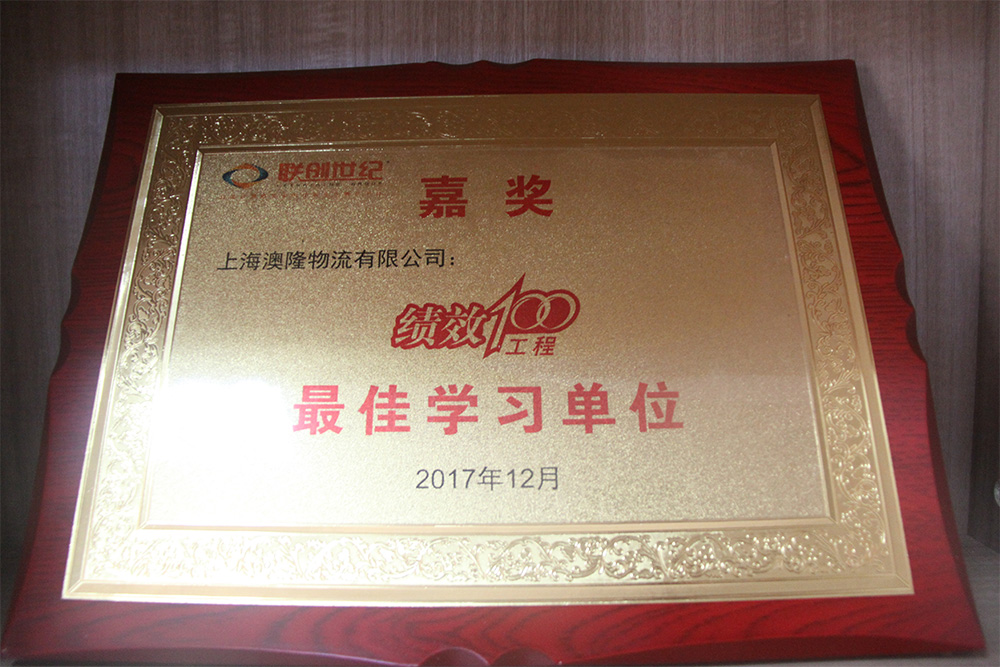 联创世纪
嘉奖
上海澳隆物流有限公司：
绩效100
工程
最佳学习单位
2017年12月